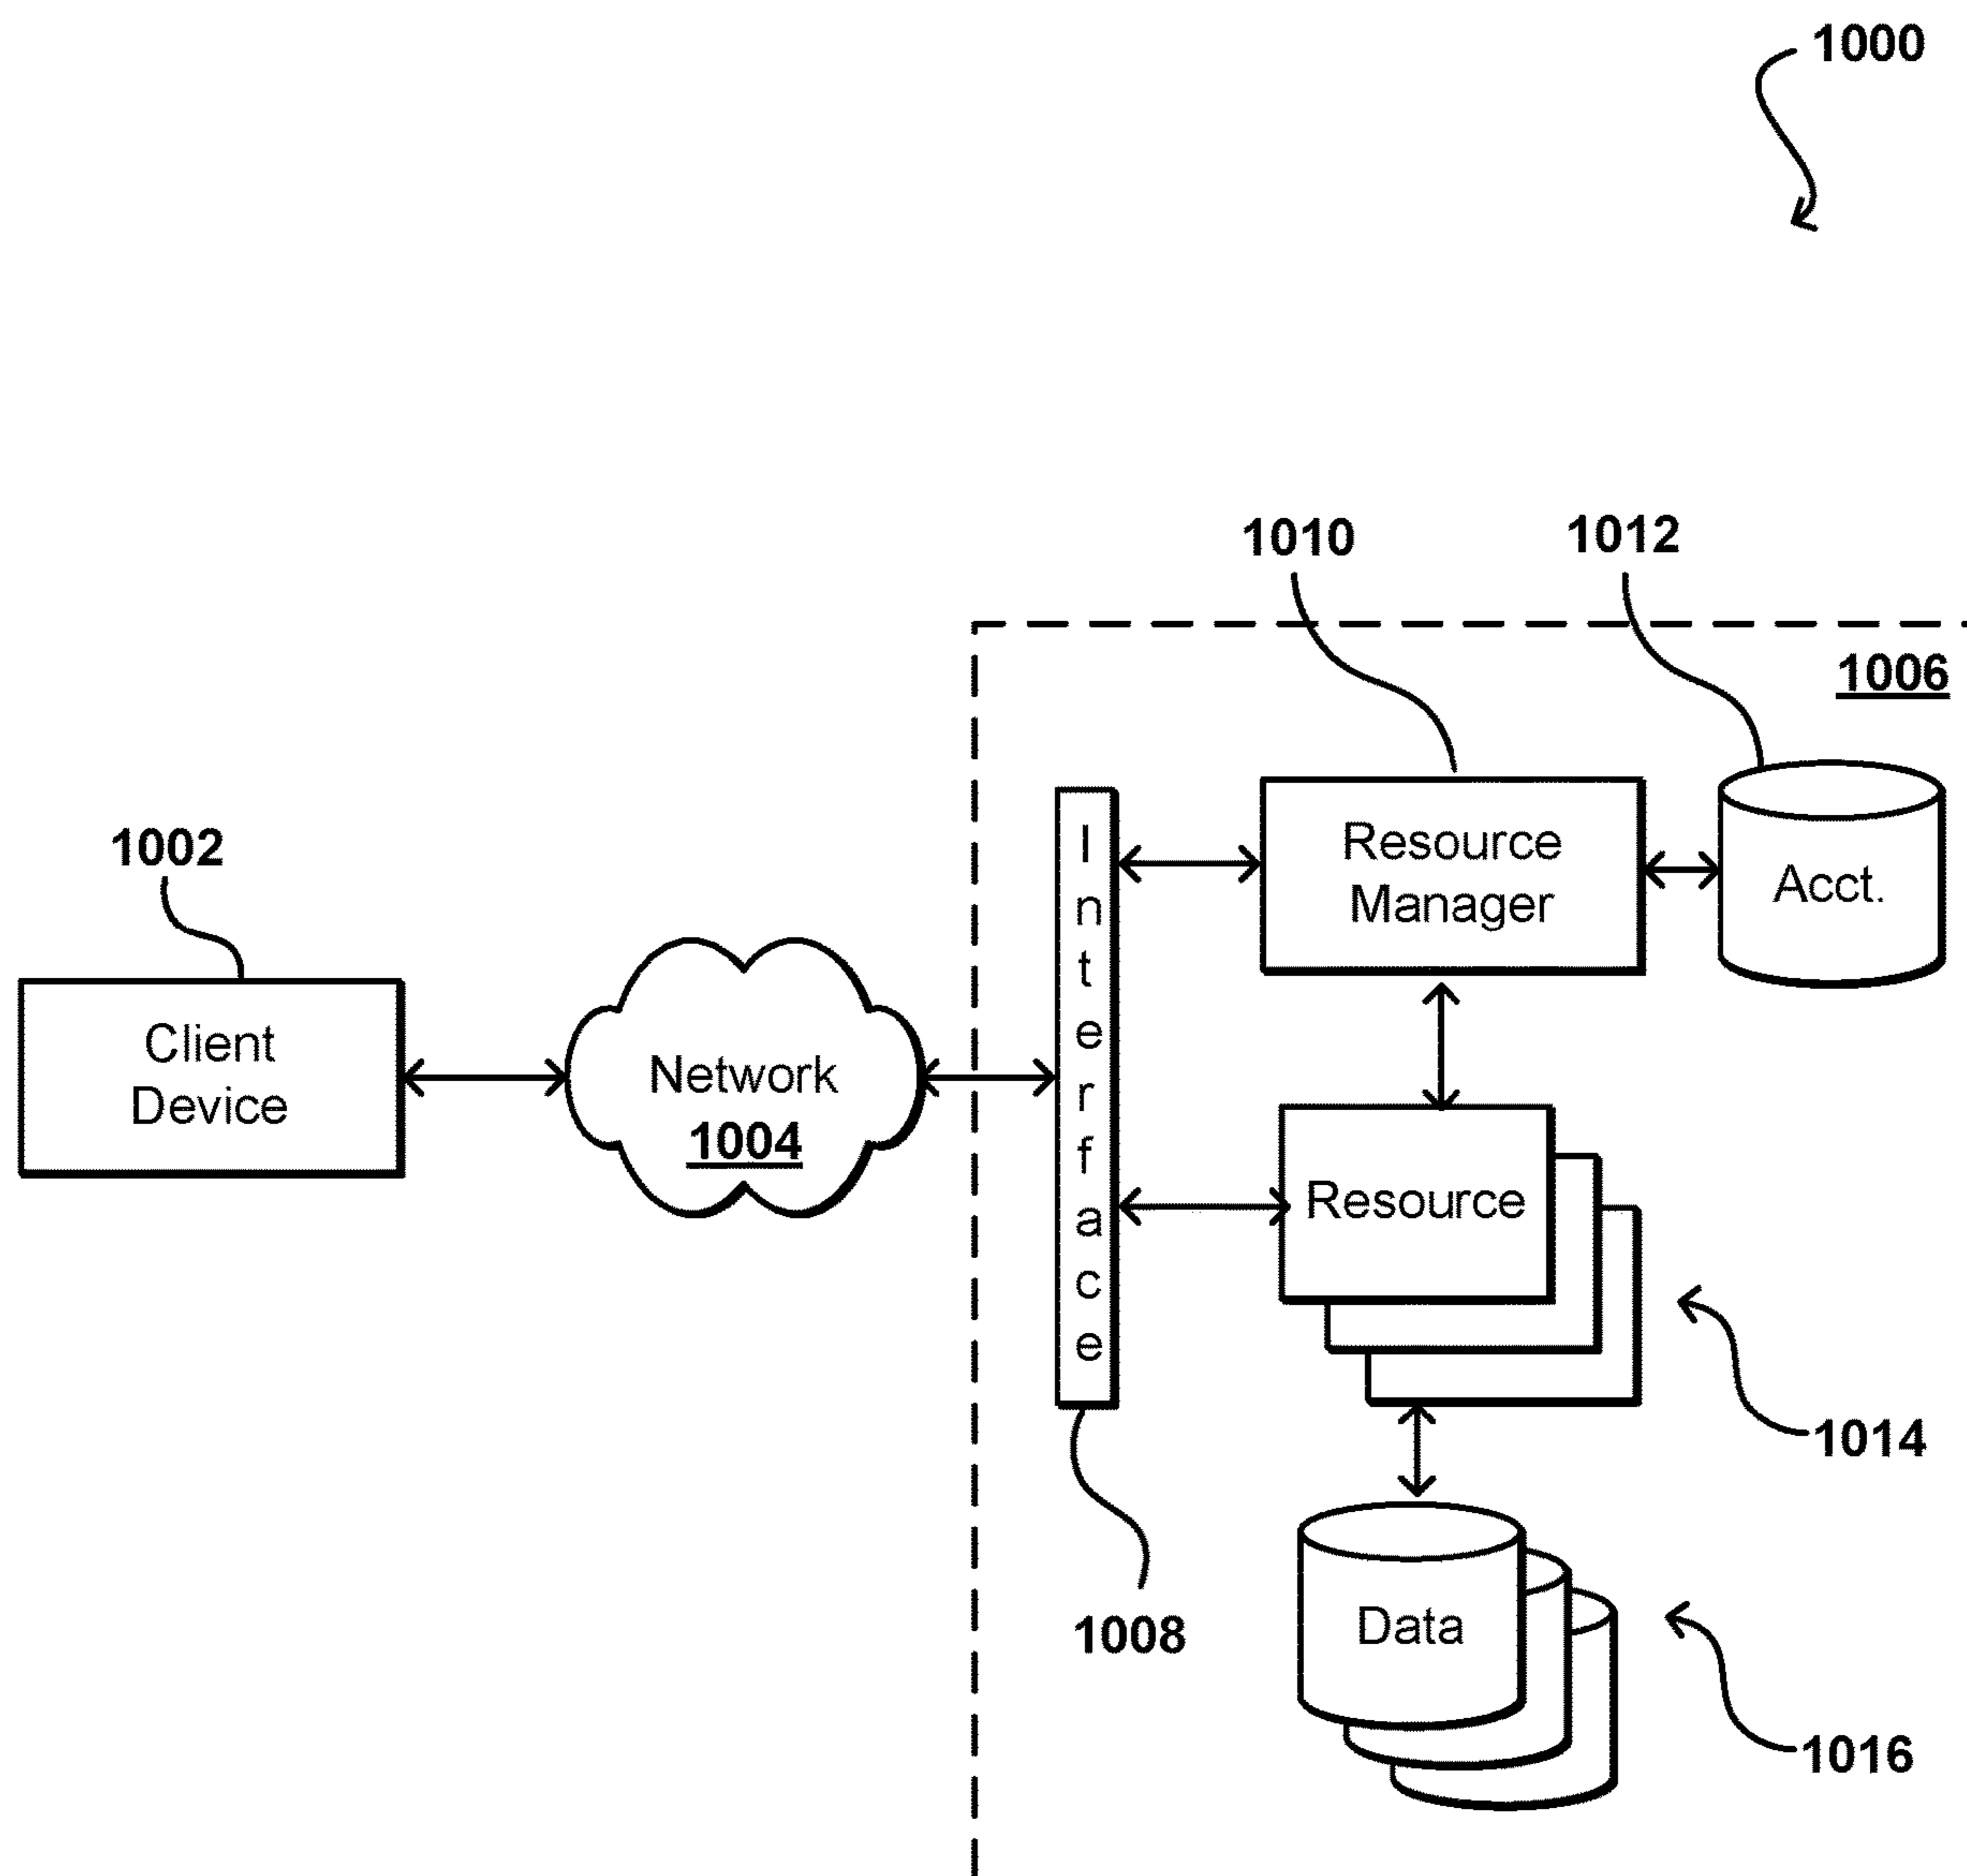 1000
1010
1012
1006
1002
Client
Device
Network
1004
Interface
Resource
Manager
Acct.
Resource
1014
1008
Data
1016